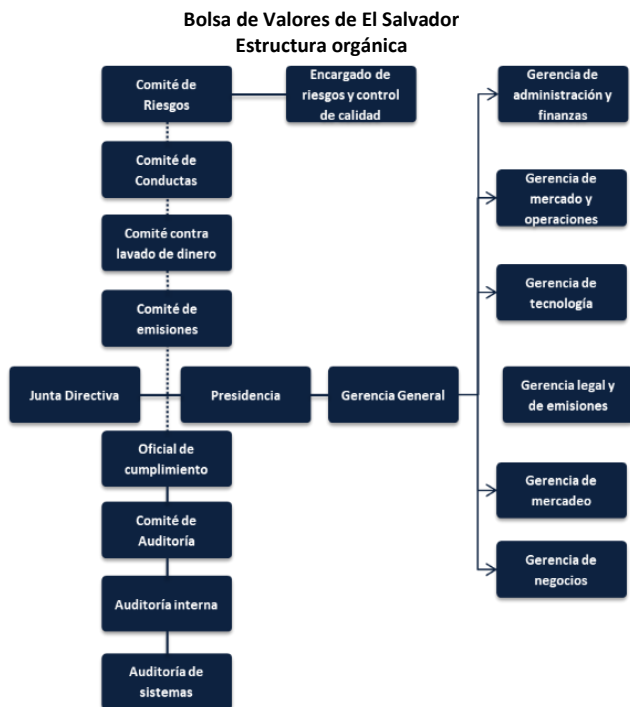 Bolsa de Valores de El Salvador
Estructura orgánica
Comité de
Riesgos
Encargado de
riesgos y control
de calidad
Gerencia de
administración y
finanzas
Comité de
Conductas
Gerencia de
mercado y
operaciones
Comité contra
lavado de dinero
Gerencia de
tecnología
Comité de
emisiones
Junta Directiva
Presidencia
Gerencia General
Gerencia legal y
de emisiones
Oficial de
cumplimiento
Gerencia de
mercadeo
Comité de
Auditoría
Gerencia de
negocios
Auditoría interna
Auditoría de
sistemas